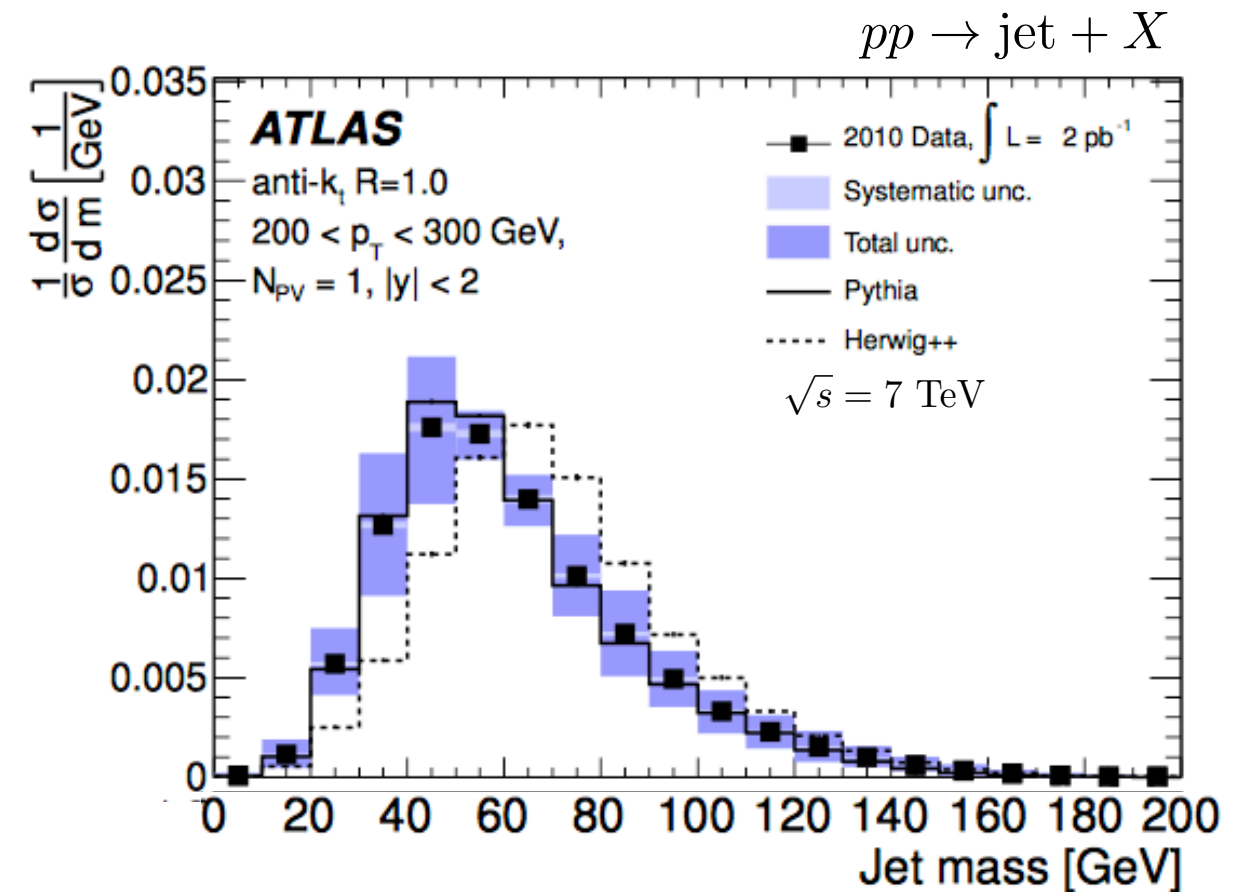 pp → jet + X
1/σ dσ/dm [1/GeV]
ATLAS
anti-kₜ R=1.0
200 < p_T < 300 GeV,
N_PV = 1, |y| < 2
2010 Data, ∫ L = 2 pb⁻¹
Systematic unc.
Total unc.
Pythia
Herwig++
√s = 7 TeV
0.035
0.03
0.025
0.02
0.015
0.01
0.005
0
0 20 40 60 80 100 120 140 160 180 200
Jet mass [GeV]